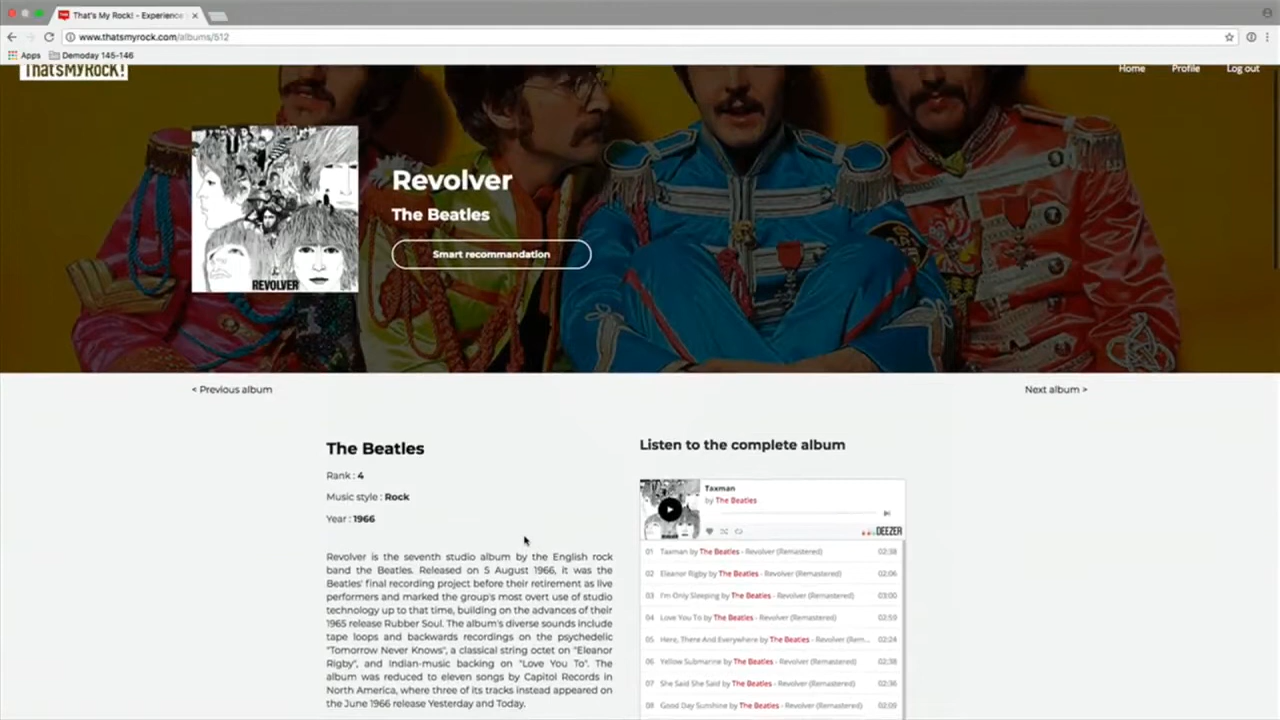 That's My Rock! - Experience
www.thatsmyrock.com/albums/512
Apps
Demoday 145-146
THAT'SMYROCK!
Home
Profile
Log out
REVOLVER
Revolver
The Beatles
Smart recommandation
< Previous album
Next album >
The Beatles
Rank : 4
Music style : Rock
Year : 1966
Revolver is the seventh studio album by the English rock
band the Beatles. Released on 5 August 1966, it was the
Beatles' final recording project before their retirement as live
performers and marked the group's most overt use of studio
technology up to that time, building on the advances of their
1965 release Rubber Soul. The album's diverse sounds include
tape loops and backwards recordings on the psychedelic
"Tomorrow Never Knows", a classical string octet on "Eleanor
Rigby", and Indian-music backing on "Love You To". The
album was reduced to eleven songs by Capitol Records in
North America, where three of its tracks instead appeared on
the June 1966 release Yesterday and Today.
Listen to the complete album
Taxman
by The Beatles
DEEZER
01 Taxman by The Beatles - Revolver (Remastered) 02:38
02 Eleanor Rigby by The Beatles - Revolver (Remastered) 02:06
03 I'm Only Sleeping by The Beatles - Revolver (Remastered) 03:00
04 Love You To by The Beatles - Revolver (Remastered) 02:59
05 Here, There And Everywhere by The Beatles - Revolver (Rem... 02:24
06 Yellow Submarine by The Beatles - Revolver (Remastered) 02:38
07 She Said She Said by The Beatles - Revolver (Remastered) 02:36
08 Good Day Sunshine by The Beatles - Revolver (Remastered) 02:09